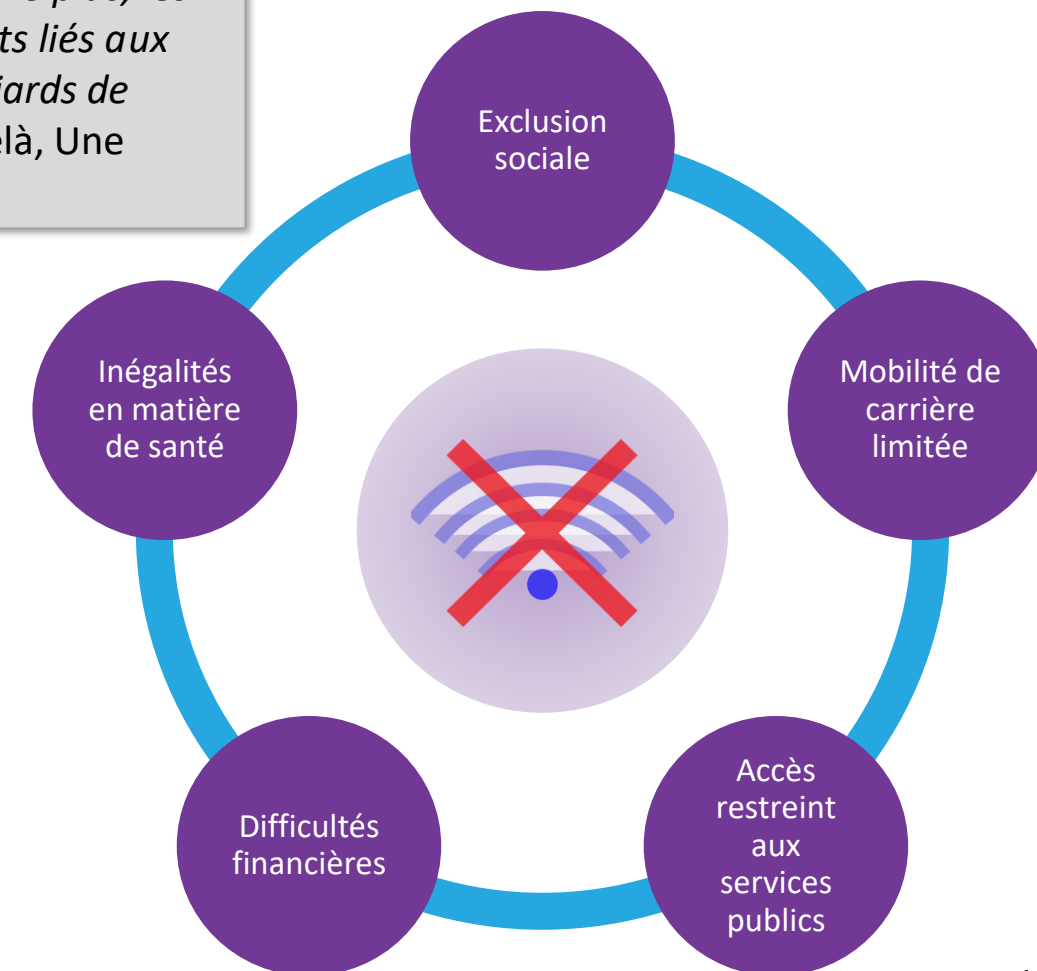 ts liés aux
iards de
elà, Une
Exclusion
sociale
Inégalités
en matière
de santé
Mobilité de
carrière
limitée
Difficultés
financières
Accès
restreint
aux
services
publics